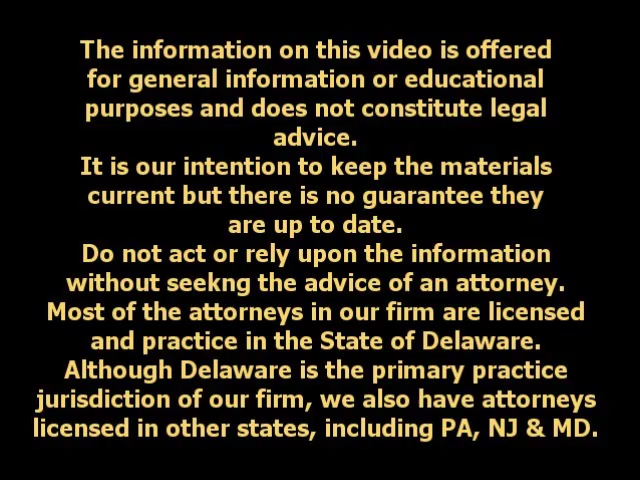 The information on this video is offered
for general information or educational
purposes and does not constitute legal
advice.
It is our intention to keep the materials
current but there is no guarantee they
are up to date.
Do not act or rely upon the information
without seekng the advice of an attorney.
Most of the attorneys in our firm are licensed
and practice in the State of Delaware.
Although Delaware is the primary practice
jurisdiction of our firm, we also have attorneys
licensed in other states, including PA, NJ & MD.